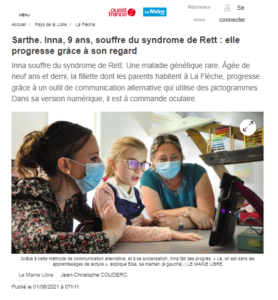 ouest
france
Le Maine
Abonnez-
vous
Se
connecter
Accueil Pays de la Loire La Flèche
Sarthe. Inna, 9 ans, souffre du syndrome de Rett : elle
progresse grâce à son regard
Inna souffre du syndrome de Rett. Une maladie génétique rare. Âgée de
neuf ans et demi, la fillette dont les parents habitent à La Flèche, progresse
grâce à un outil de communication alternative qui utilise des pictogrammes.
Dans sa version numérique, il est à commande oculaire.
Grâce à cette méthode de communication alternative, et à sa socialisation, Inna fait des progrès. « Là, on est dans les
apprentissages de lecture », explique Elsa, sa maman (à gauche). | LE MAINE LIBRE
Le Maine Libre Jean-Christophe COUDERC
Publié le 01/06/2021 à 07h11